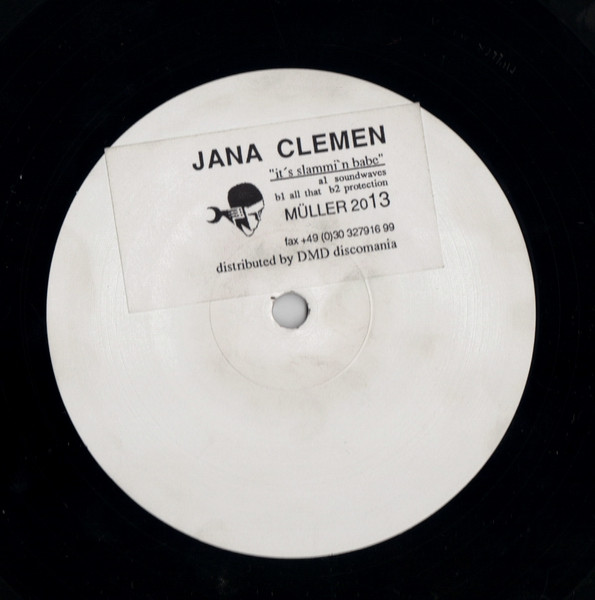 JANA CLEMEN
"it´s slammi`n babe"
a1 soundwaves
b1 all that b2 protection
MÜLLER 2013
fax +49 (0)30 327916 99
distributed by DMD discomania